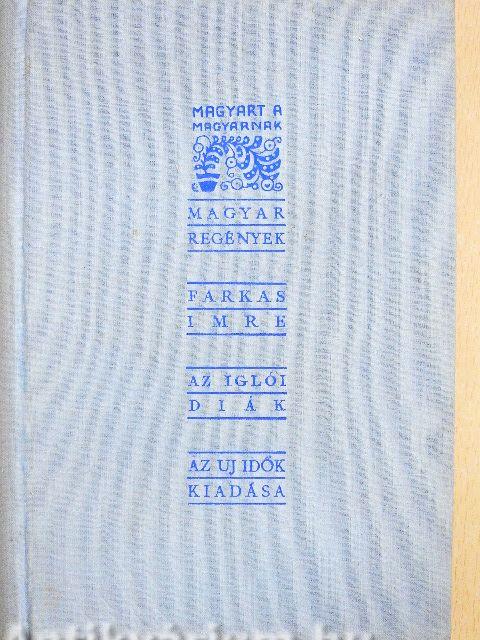 MAGYART A
MAGYARNAK
MAGYAR
REGÉNYEK
FARKAS
IMRE
AZ IGLÓI
DIÁK
AZ UJ IDŐK
KIADÁSA